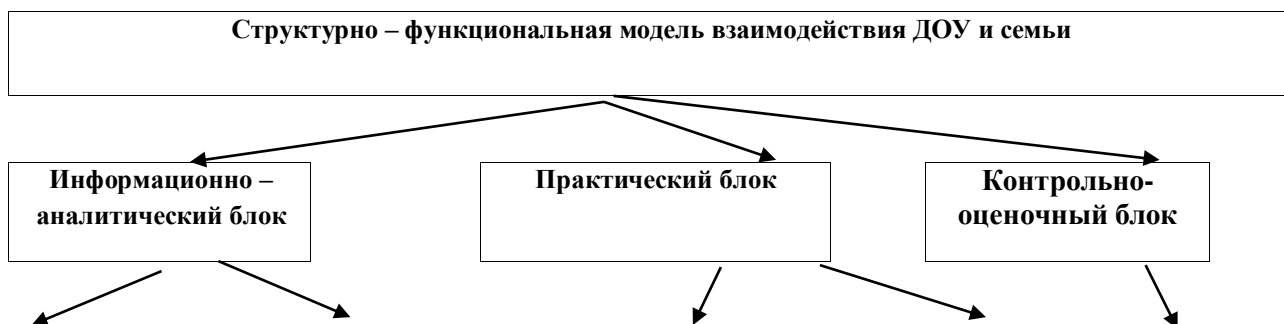 Структурно – функциональная модель взаимодействия ДОУ и семьи
Информационно –
аналитический блок
Практический блок
Контрольно-
оценочный блок